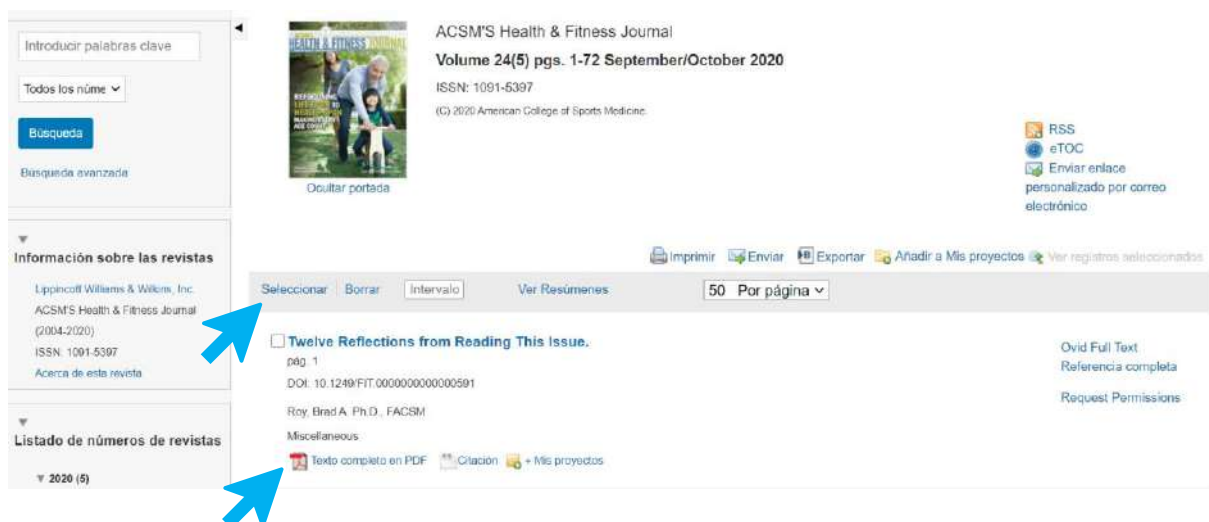 Introducir palabras clave
Todos los núme
Búsqueda
Búsqueda avanzada
Información sobre las revistas
Lippincott Williams & Wilkins, Inc.
ACSM'S Health & Fitness Journal
(2004-2020)
ISSN: 1091-5397
Acerca de esta revista
Listado de números de revistas
2020 (5)
HEALTH & FITNESS JOURNAL
Ocultar portada
ACSM'S Health & Fitness Journal
Volume 24(5) pgs. 1-72 September/October 2020
ISSN: 1091-5397
(C) 2020 American College of Sports Medicine.
RSS
eTOC
Enviar enlace
personalizado por correo
electrónico
Imprimir Enviar Exportar Añadir a Mis proyectos Ver registros seleccionados
Seleccionar Borrar Intervalo Ver Resúmenes 50 Por página
Twelve Reflections from Reading This Issue.
pág. 1
DOI: 10.1249/FIT.0000000000000591
Roy, Brad A. Ph.D., FACSM
Miscellaneous
Texto completo en PDF Citación + Mis proyectos
Ovid Full Text
Referencia completa
Request Permissions